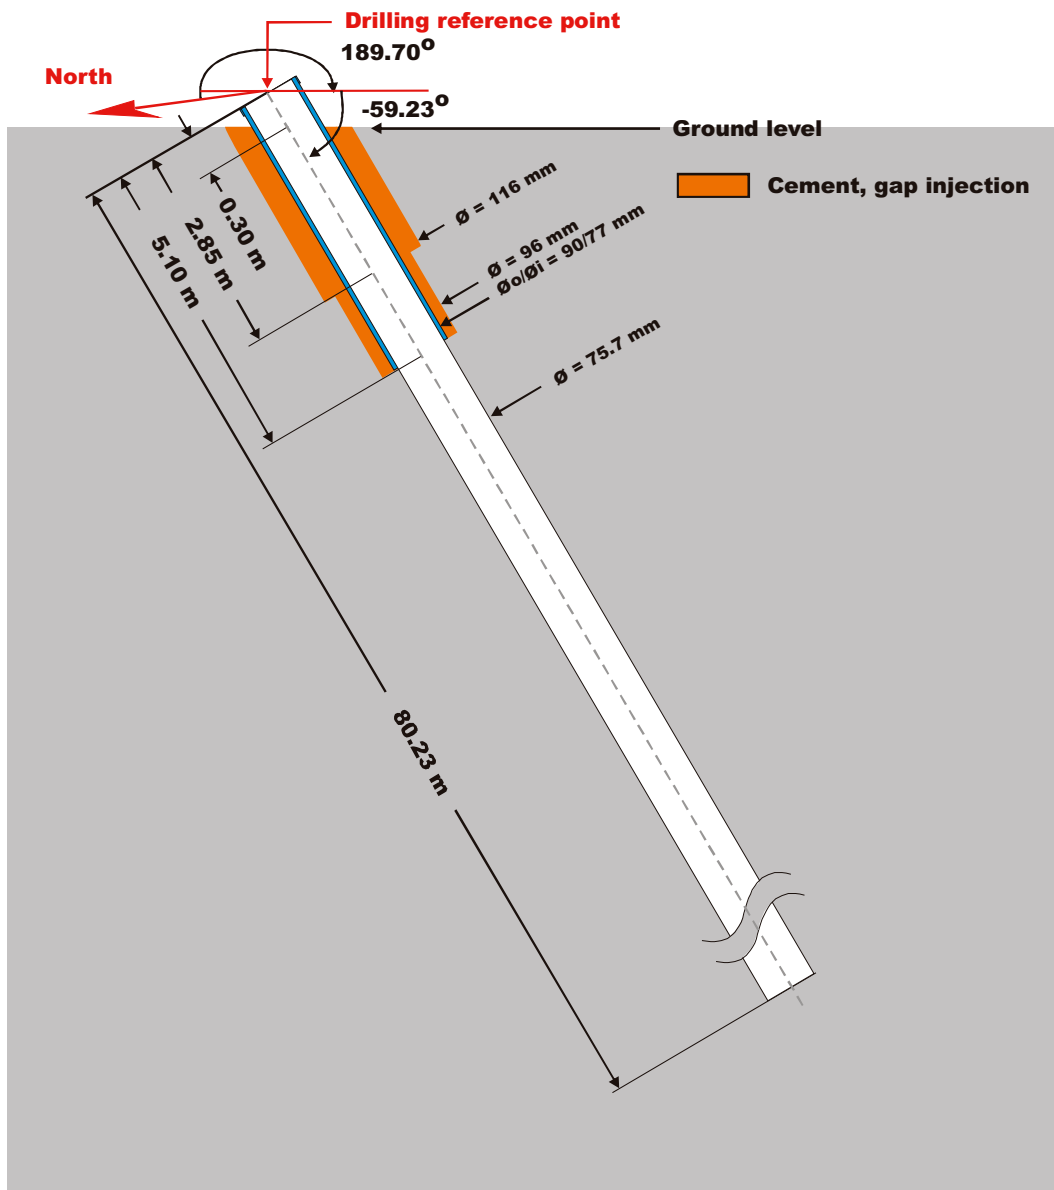 Drilling reference point
189.70°
North
-59.23°
Ground level
Cement, gap injection
Ø = 116 mm
Ø = 96 mm
Øo/Øi = 90/77 mm
Ø = 75.7 mm
0.30 m
2.85 m
5.10 m
80.23 m